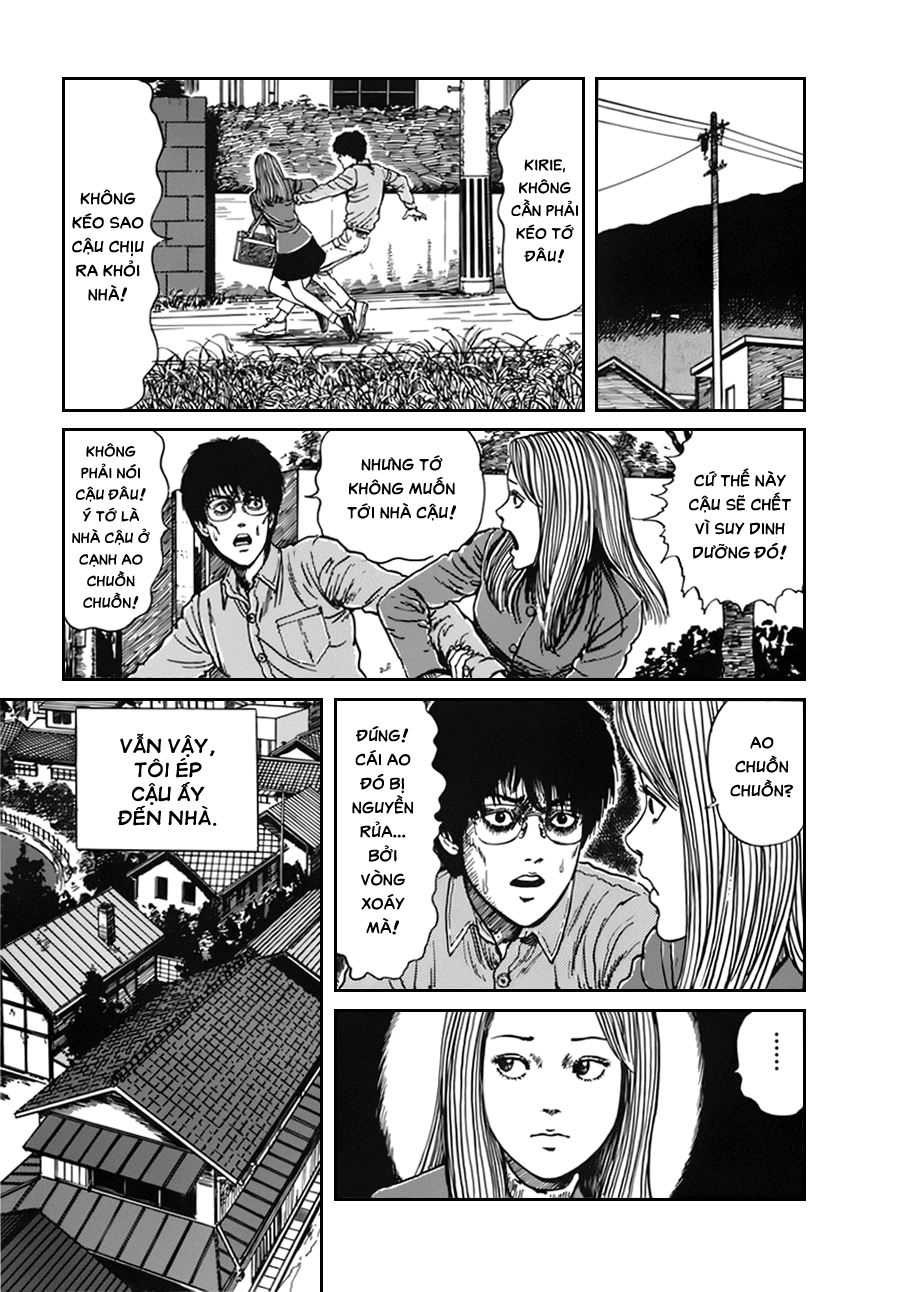 KIRIE,
KHÔNG
CẦN PHẢI
KÉO TỚ
ĐÂU!
KHÔNG
KÉO SAO
CẬU CHỊU
RA KHỎI
NHÀ!
CỨ THẾ NÀY
CẬU SẼ CHẾT
VÌ SUY DINH
DƯỠNG ĐÓ!
NHƯNG TỚ
KHÔNG MUỐN
TỚI NHÀ CẬU!
KHÔNG
PHẢI NÓI
CẬU ĐÂU!
Ý TỚ LÀ
NHÀ CẬU Ở
CẠNH AO
CHUỒN
CHUỒN!
AO
CHUỒN
CHUỒN?
ĐÚNG!
CÁI AO
ĐÓ BỊ
NGUYỀN
RỦA...
BỞI
VÒNG
XOÁY
MÀ!
......
VẪN VẬY,
TÔI ÉP
CẬU ẤY
ĐẾN NHÀ.